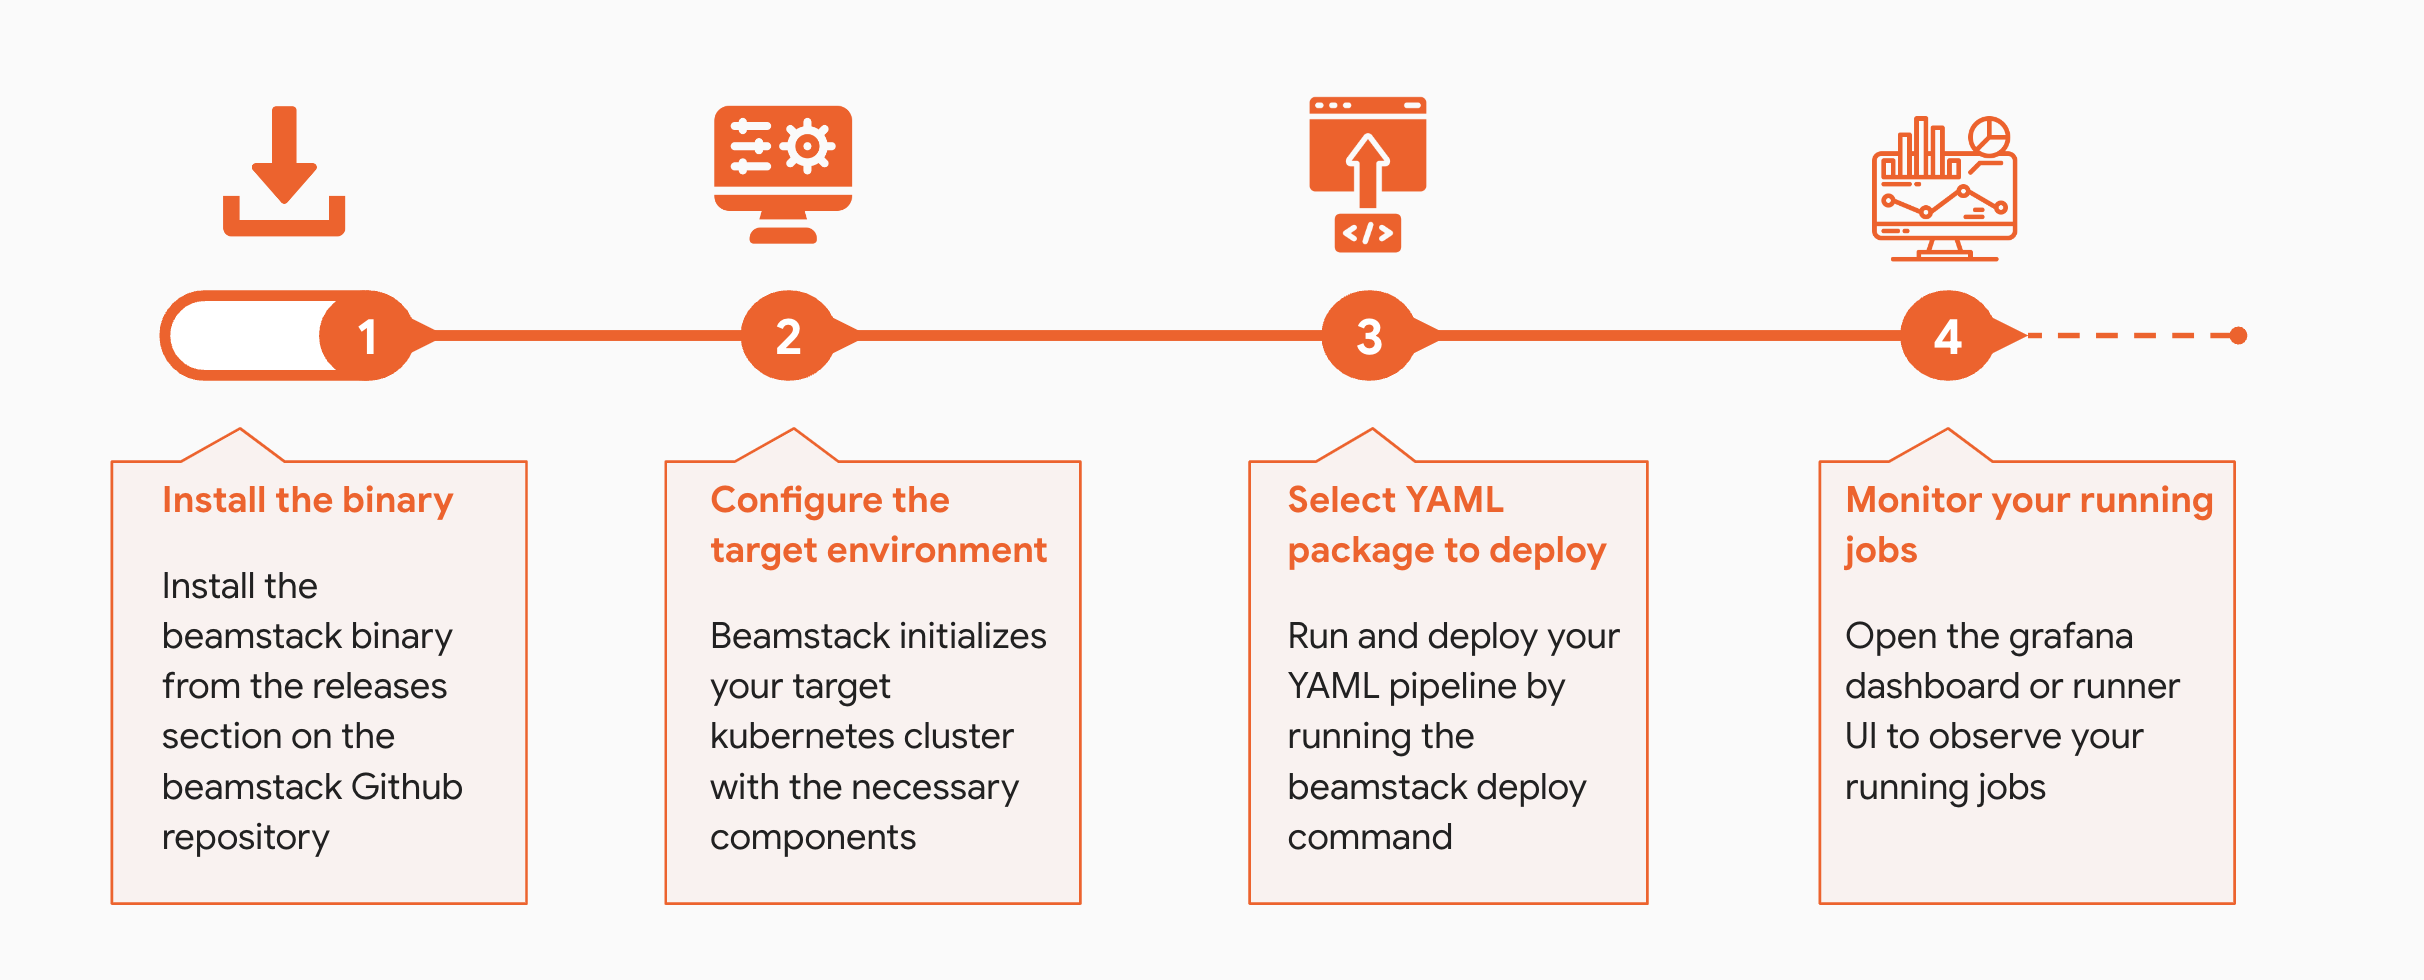 1
2
3
</>
4
Install the binary
Install the
beamstack binary
from the releases
section on the
beamstack Github
repository
Configure the
target environment
Beamstack initializes
your target
kubernetes cluster
with the necessary
components
Select YAML
package to deploy
Run and deploy your
YAML pipeline by
running the
beamstack deploy
command
Monitor your running
jobs
Open the grafana
dashboard or runner
UI to observe your
running jobs